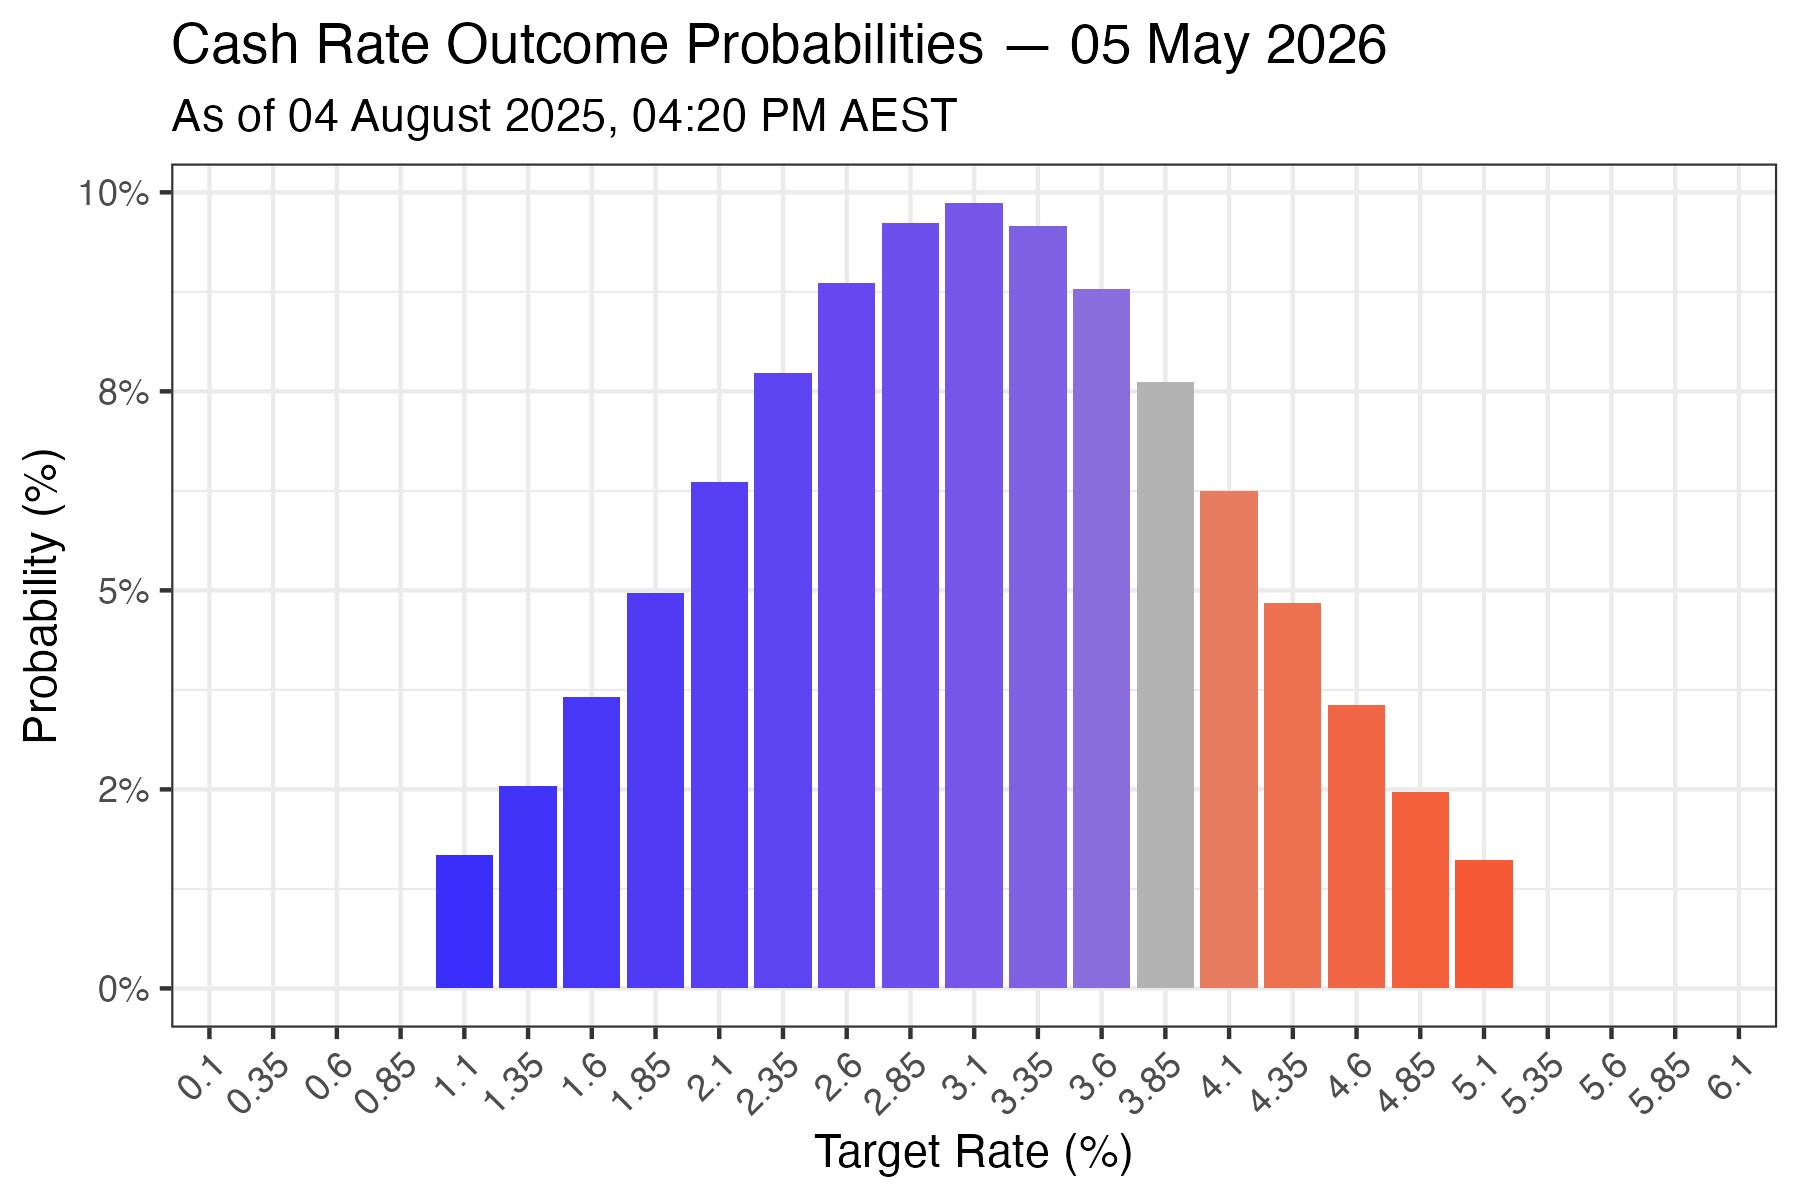 Cash Rate Outcome Probabilities — 05 May 2026
As of 04 August 2025, 04:20 PM AEST
Probability (%)
10%
8%
5%
2%
0%
0.1 0.35 0.6 0.85 1.1 1.35 1.6 1.85 2.1 2.35 2.6 2.85 3.1 3.35 3.6 3.85 4.1 4.35 4.6 4.85 5.1 5.35 5.6 5.85 6.1
Target Rate (%)